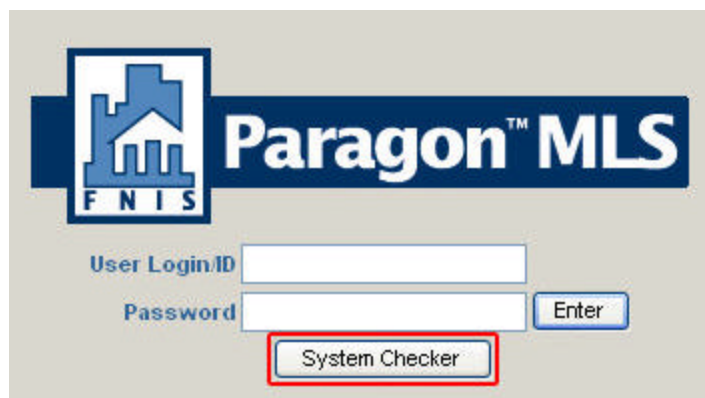 Paragon™ MLS
FNIS
User Login/ID
Password
Enter
System Checker